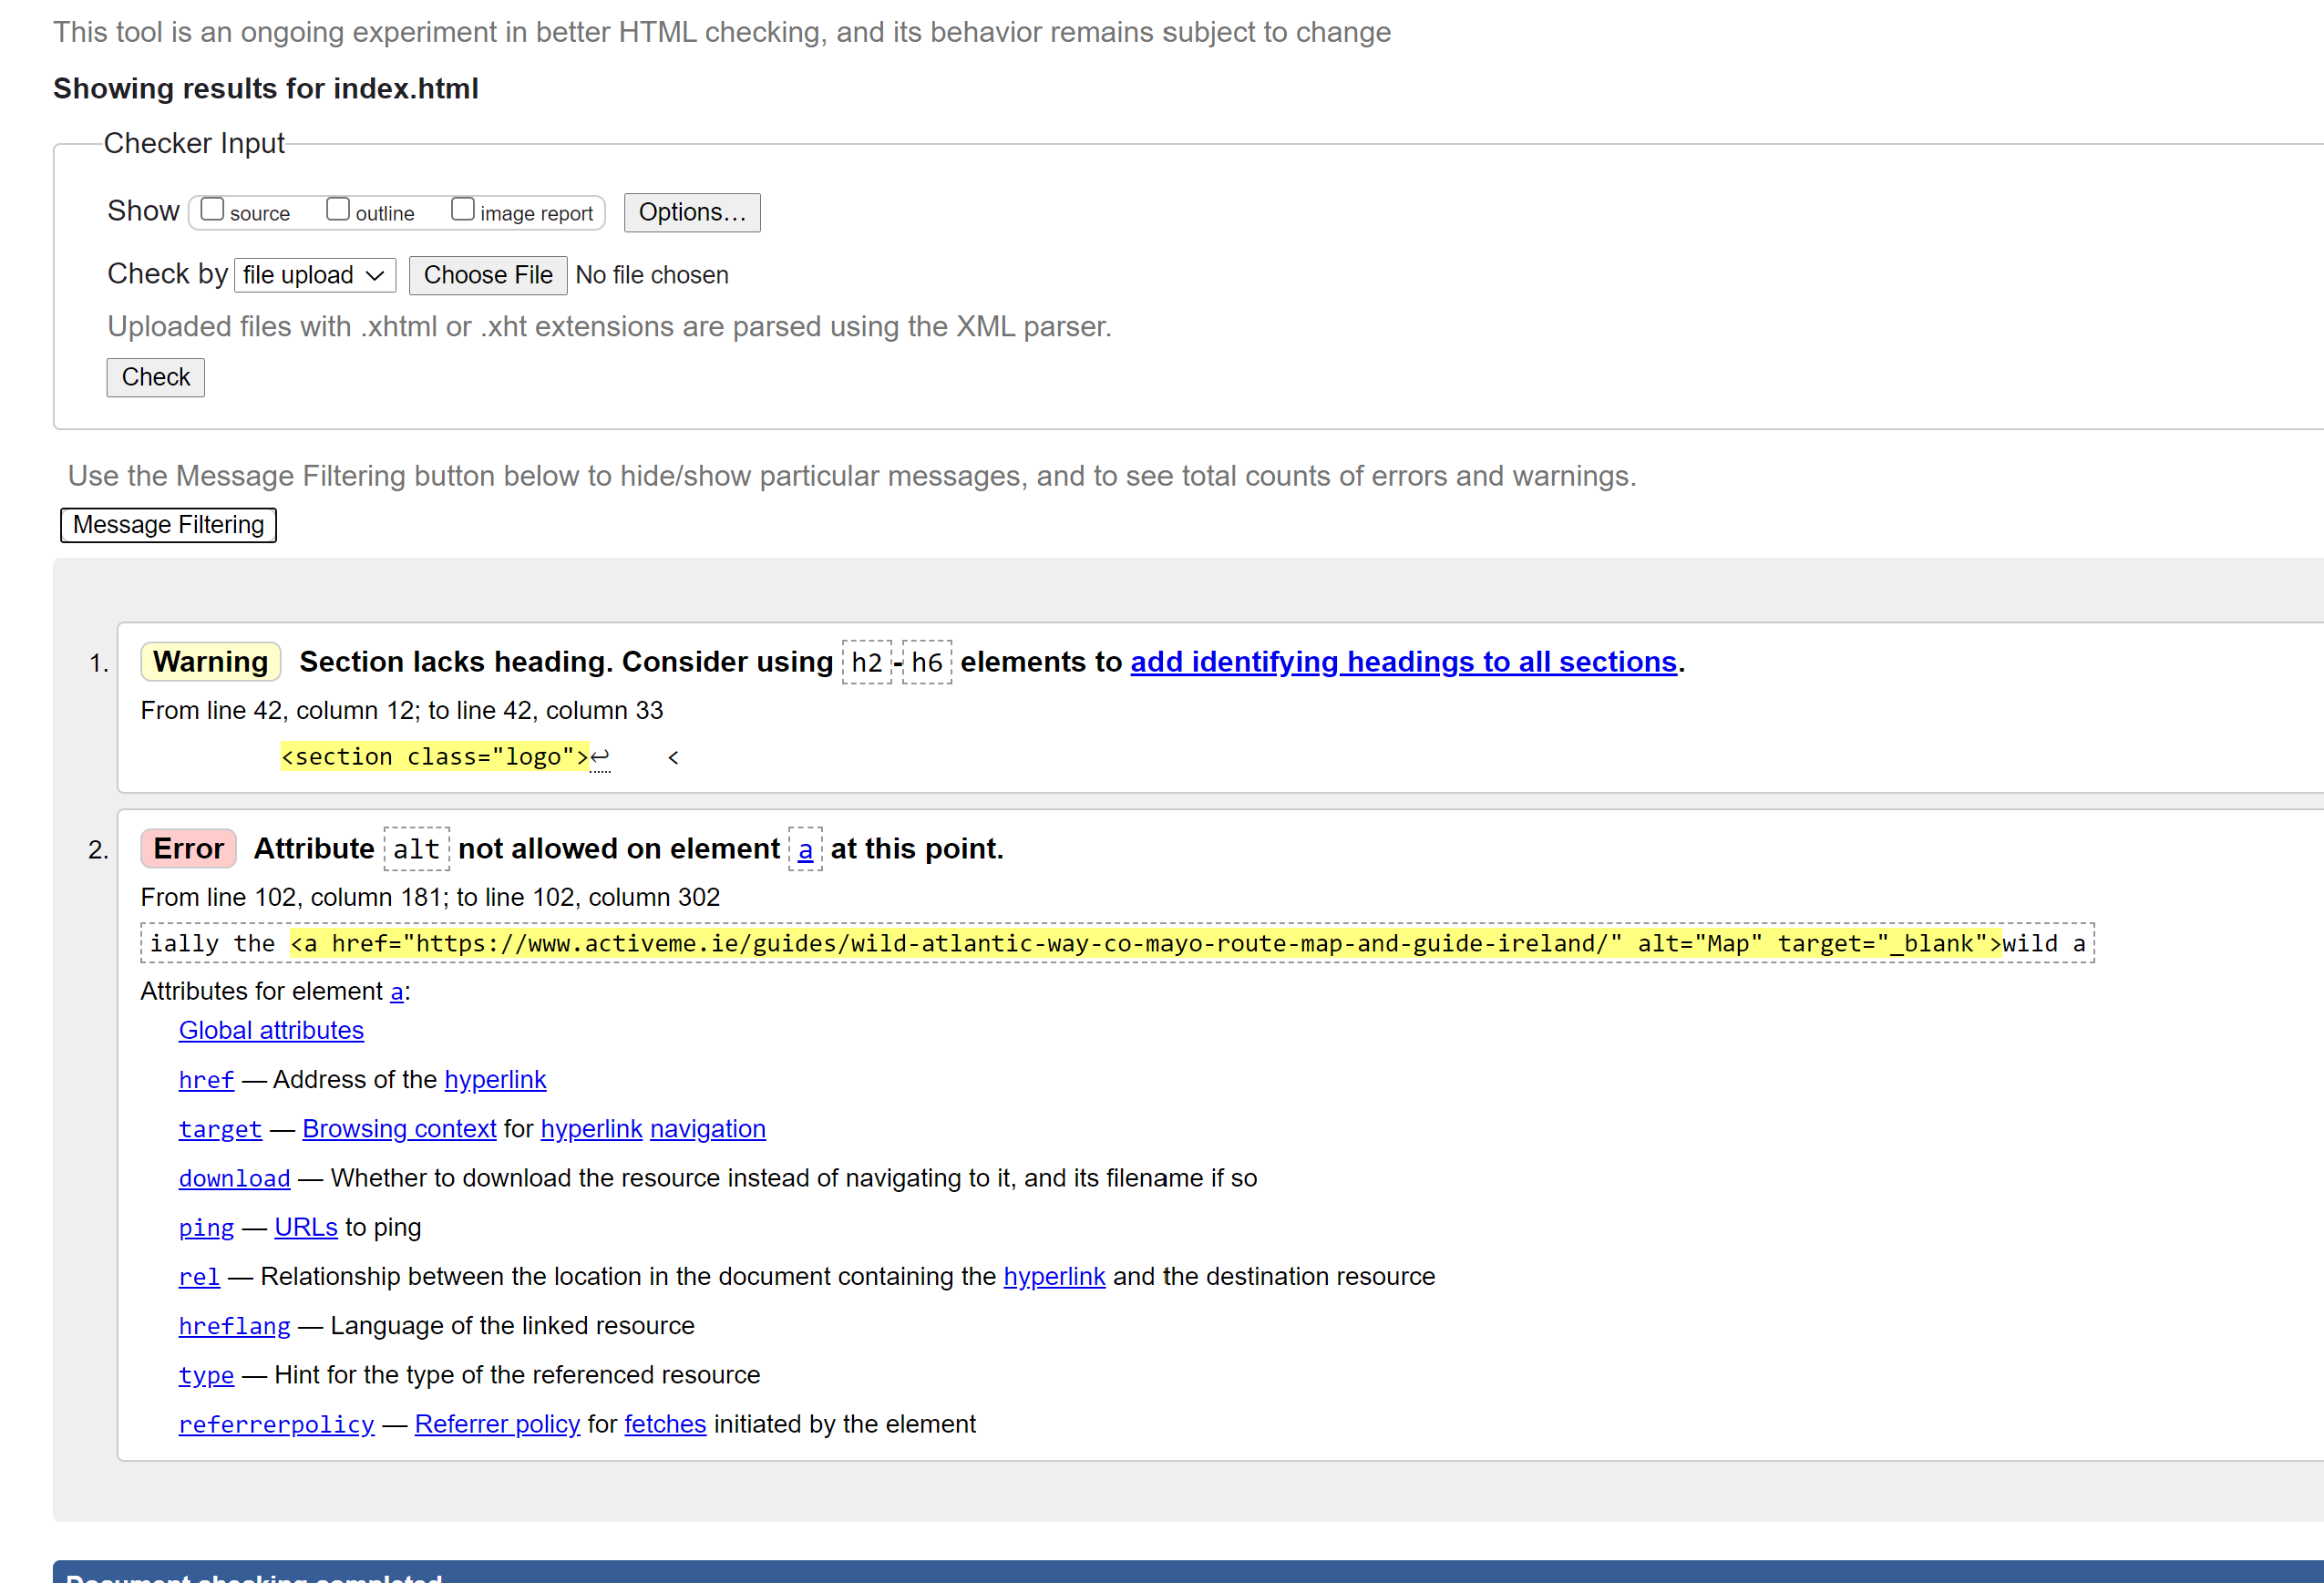 This tool is an ongoing experiment in better HTML checking, and its behavior remains subject to change
Showing results for index.html
Checker Input
Show source outline image report Options...
Check by file upload Choose File No file chosen
Uploaded files with .xhtml or .xht extensions are parsed using the XML parser.
Check
Use the Message Filtering button below to hide/show particular messages, and to see total counts of errors and warnings.
Message Filtering
1. Warning Section lacks heading. Consider using h2-h6 elements to add identifying headings to all sections.
From line 42, column 12; to line 42, column 33
<section class="logo">↩ <
2. Error Attribute alt not allowed on element a at this point.
From line 102, column 181; to line 102, column 302
ially the <a href="https://www.activeme.ie/guides/wild-atlantic-way-co-mayo-route-map-and-guide-ireland/" alt="Map" target="_blank">wild a
Attributes for element a:
Global attributes
href — Address of the hyperlink
target — Browsing context for hyperlink navigation
download — Whether to download the resource instead of navigating to it, and its filename if so
ping — URLs to ping
rel — Relationship between the location in the document containing the hyperlink and the destination resource
hreflang — Language of the linked resource
type — Hint for the type of the referenced resource
referrerpolicy — Referrer policy for fetches initiated by the element
Document checking completed